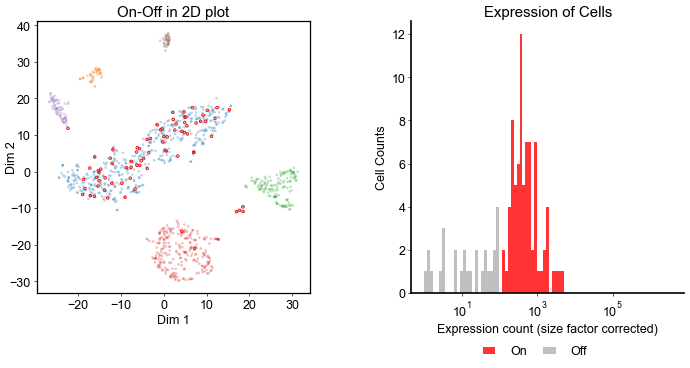 On-Off in 2D plot
40
30
20
10
0
−10
−20
−30
Dim 2
−20 −10 0 10 20 30
Dim 1
Expression of Cells
12
10
8
6
4
2
0
Cell Counts
10^1 10^3 10^5
Expression count (size factor corrected)
On Off